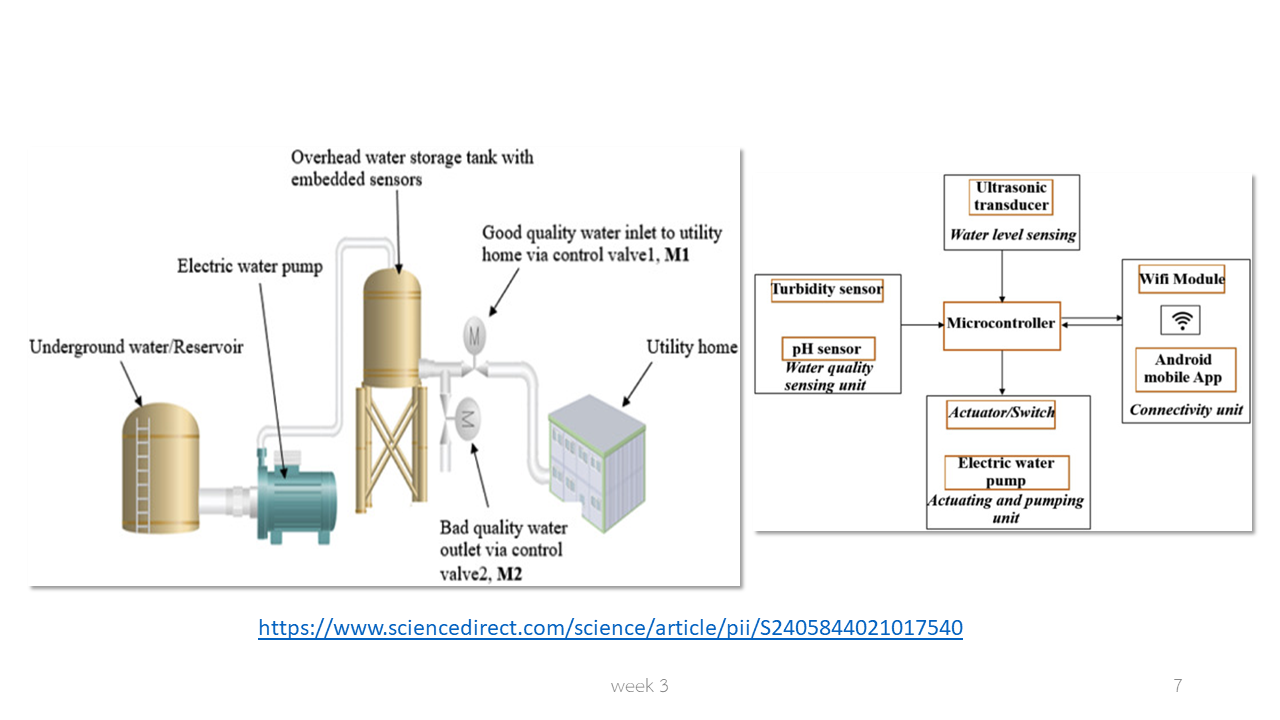 Overhead water storage tank with
embedded sensors
Good quality water inlet to utility
home via control valve1, M1
Electric water pump
Underground water/Reservoir
Utility home
M
M
Bad quality water
outlet via control
valve2, M2
Ultrasonic
transducer
Water level sensing
Turbidity sensor
pH sensor
Water quality
sensing unit
Microcontroller
Wifi Module
Android
mobile App
Connectivity unit
Actuator/Switch
Electric water
pump
Actuating and pumping
unit
https://www.sciencedirect.com/science/article/pii/S2405844021017540
week 3
7